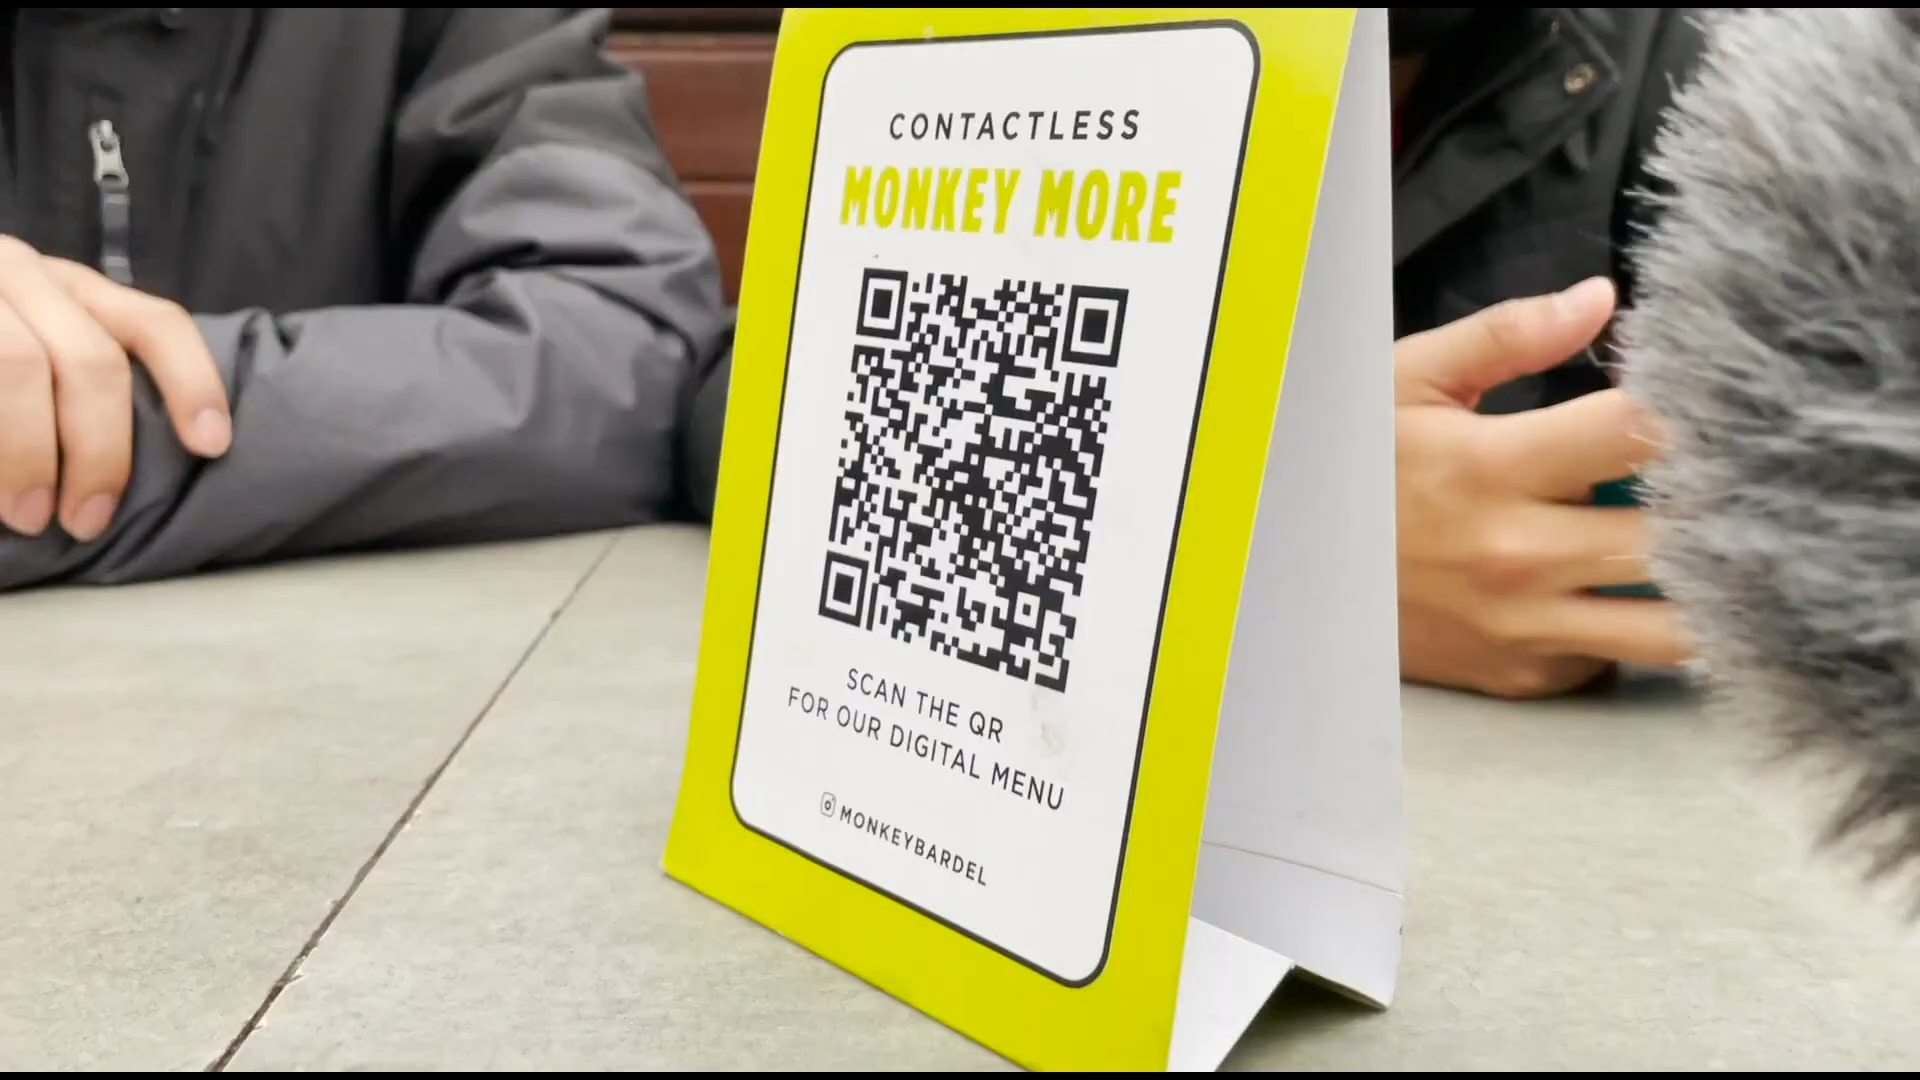 CONTACTLESS
MONKEY MORE
SCAN THE QR
FOR OUR DIGITAL MENU
MONKEYBARDEL